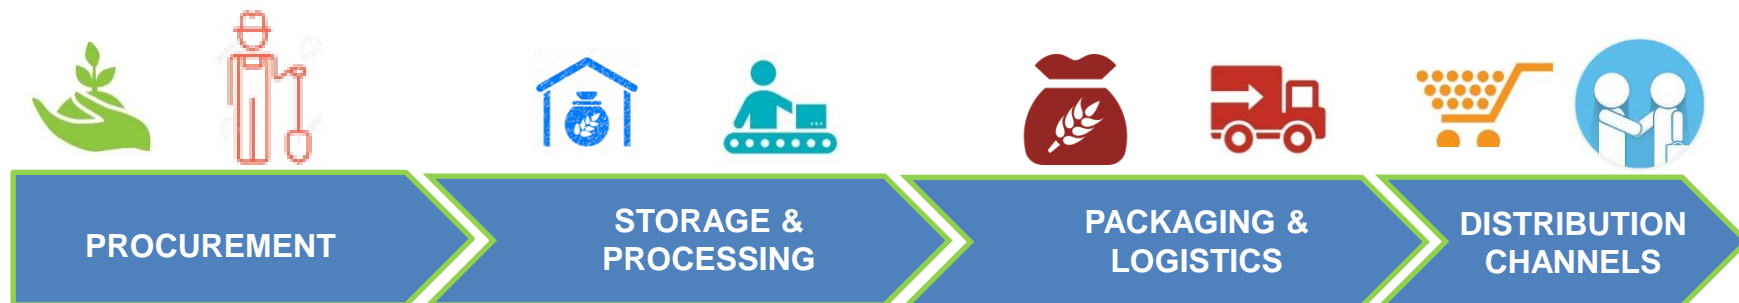 PROCUREMENT
STORAGE &
PROCESSING
PACKAGING &
LOGISTICS
DISTRIBUTION
CHANNELS